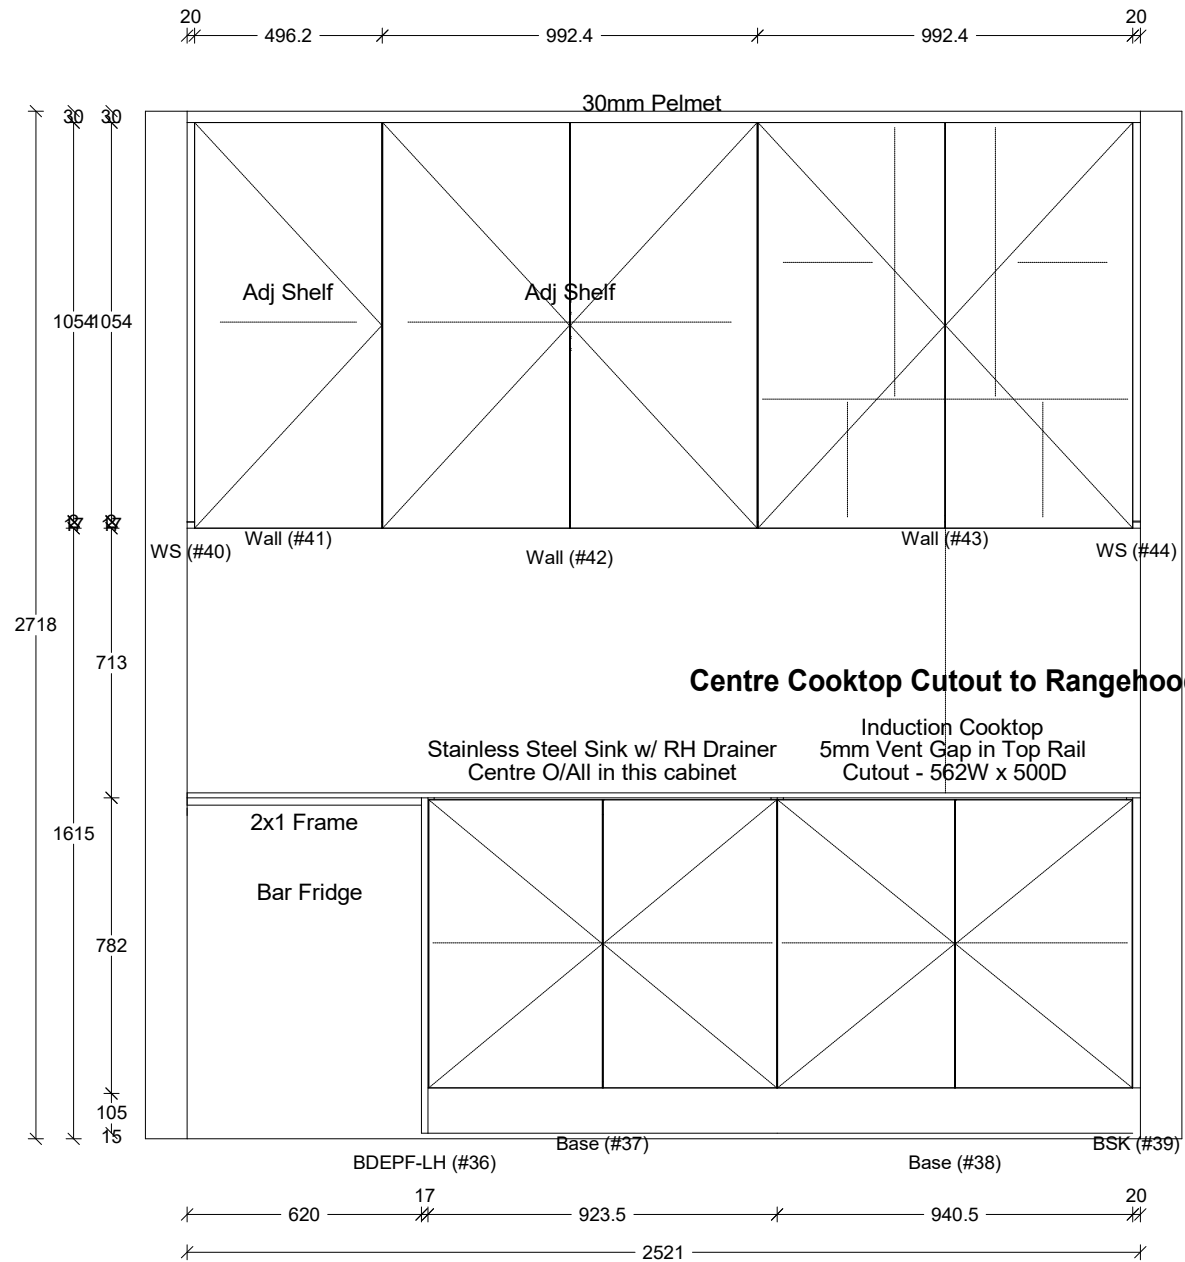 20
20
496.2
992.4
992.4
30mm Pelmet
30
30
Adj Shelf
Adj Shelf
1054
1054
17
17
Wall (#41)
Wall (#43)
WS (#40)
Wall (#42)
WS (#44)
2718
713
Centre Cooktop Cutout to Rangehoo
Induction Cooktop
Stainless Steel Sink w/ RH Drainer
5mm Vent Gap in Top Rail
Centre O/All in this cabinet
Cutout - 562W x 500D
2x1 Frame
1615
Bar Fridge
782
105
15
Base (#37)
BSK (#39)
BDEPF-LH (#36)
Base (#38)
17
20
620
923.5
940.5
2521